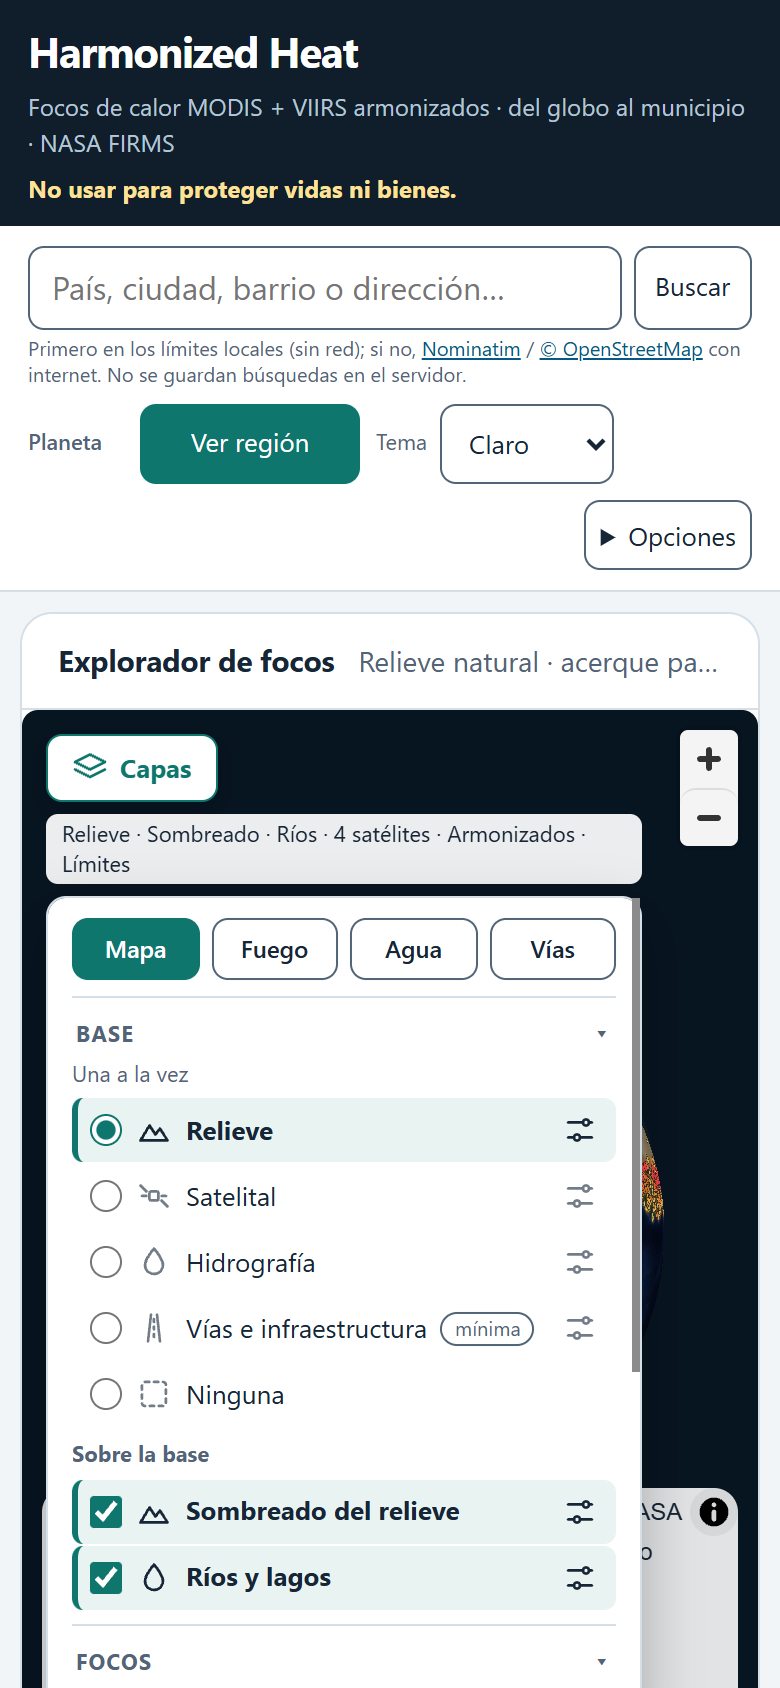 Harmonized Heat
Focos de calor MODIS + VIIRS armonizados · del globo al municipio
· NASA FIRMS
No usar para proteger vidas ni bienes.
País, ciudad, barrio o dirección...
Buscar
Primero en los límites locales (sin red); si no, Nominatim / © OpenStreetMap con
internet. No se guardan búsquedas en el servidor.
Planeta
Ver región
Tema
Claro
▶ Opciones
Explorador de focos
Relieve natural · acerque pa...
Capas
+
−
Relieve · Sombreado · Ríos · 4 satélites · Armonizados ·
Límites
Mapa
Fuego
Agua
Vías
BASE
Una a la vez
Relieve
Satelital
Hidrografía
Vías e infraestructura
mínima
Ninguna
Sobre la base
Sombreado del relieve
Ríos y lagos
FOCOS